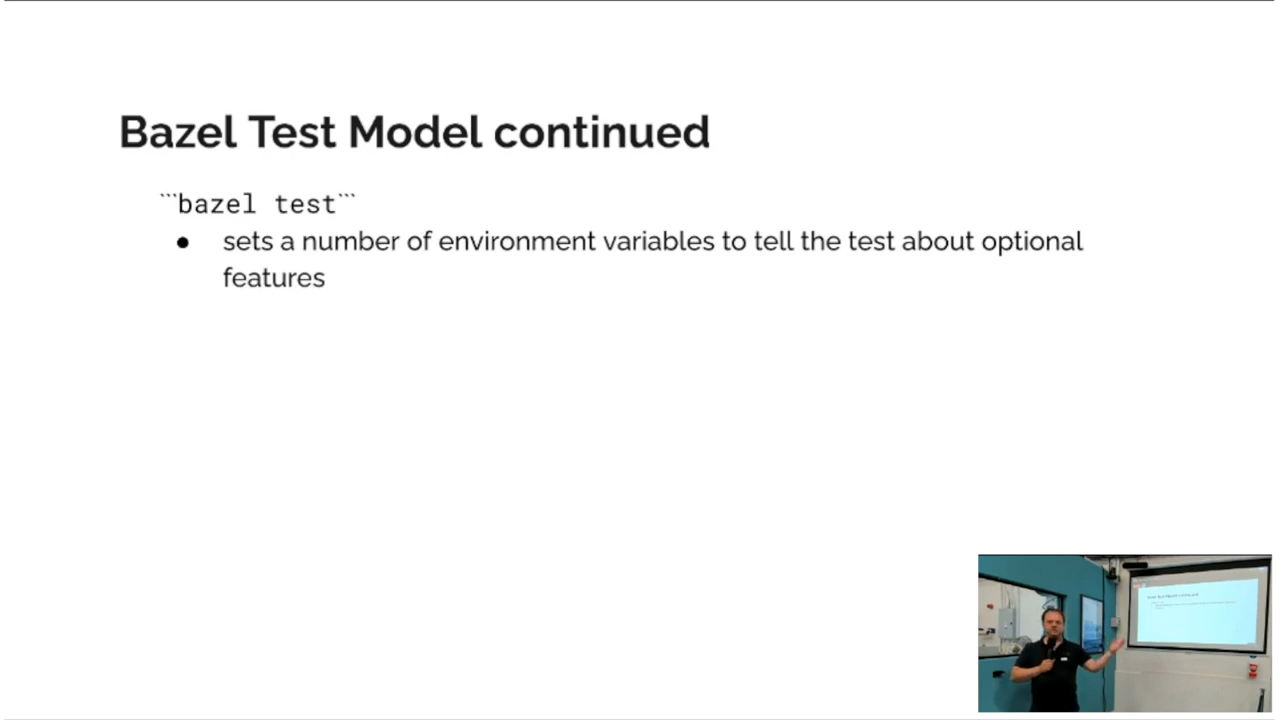 Bazel Test Model continued
```bazel test```
● sets a number of environment variables to tell the test about optional
features